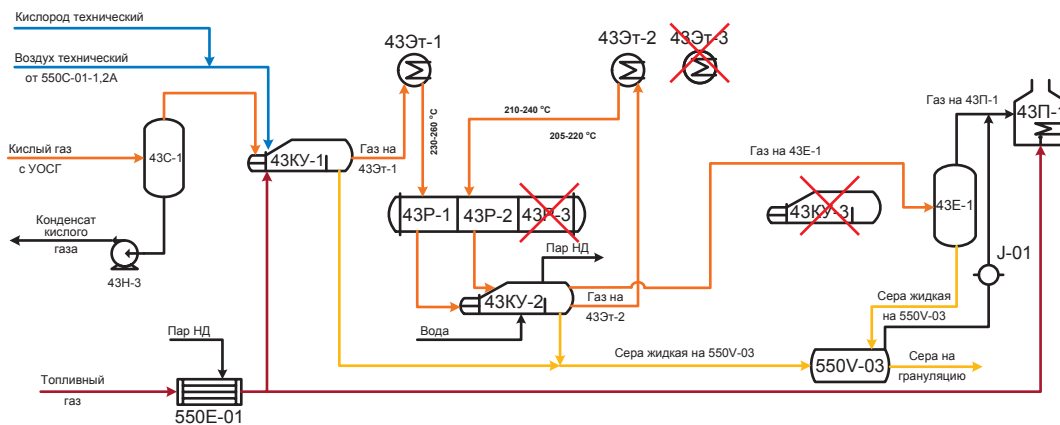 Кислород технический
Воздух технический
от 550С-01-1,2А
Кислый газ
с УОСГ
43С-1
Конденсат
кислого
газа
43Н-3
43КУ-1
Газ на
43Эт-1
43Эт-1
43Эт-2
43Эт-3
230-260 °С
210-240 °С
205-220 °С
43Р-1
43Р-2
43Р-3
Пар НД
43КУ-2
Газ на
43Эт-2
Вода
Газ на 43Е-1
43КУ-3
Газ на 43П-1
43П-1
43Е-1
J-01
Сера жидкая
на 550V-03
Сера жидкая на 550V-03
550V-03
Сера на
грануляцию
Пар НД
Топливный
газ
550Е-01